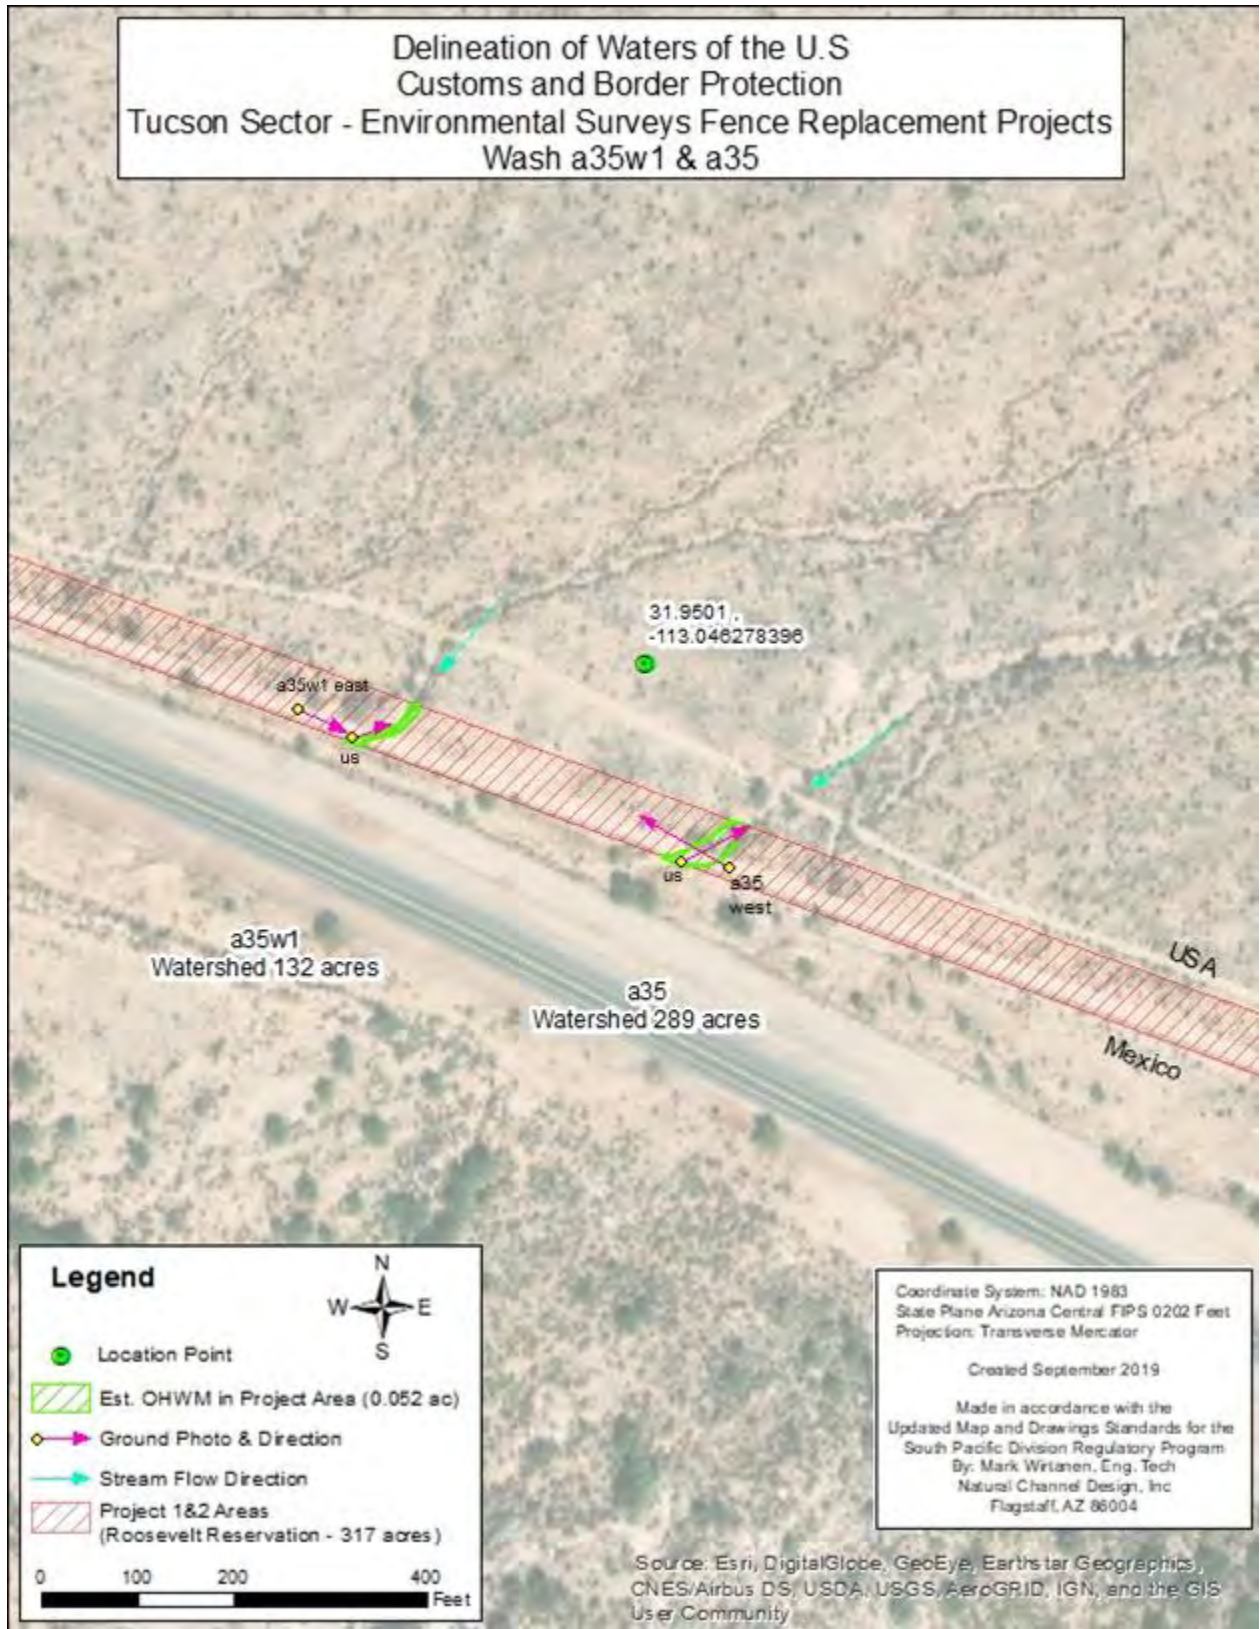 Delineation of Waters of the U.S
Customs and Border Protection
Tucson Sector - Environmental Surveys Fence Replacement Projects
Wash a35w1 & a35
31.9501 ,
-113.046278396
a35w1 east
us
us
a35
west
a35w1
Watershed 132 acres
a35
Watershed 289 acres
USA
Mexico
Legend
N
W E
S
Location Point
Est. OHWM in Project Area (0.052 ac)
Ground Photo & Direction
Stream Flow Direction
Project 1&2 Areas
(Roosevelt Reservation - 317 acres)
0 100 200 400
Feet
Coordinate System: NAD 1983
State Plane Arizona Central FIPS 0202 Feet
Projection: Transverse Mercator
Created September 2019
Made in accordance with the
Updated Map and Drawings Standards for the
South Pacific Division Regulatory Program
By: Mark Wirtanen, Eng. Tech
Natural Channel Design, Inc
Flagstaff, AZ 86004
Source: Esri, DigitalGlobe, GeoEye, Earthstar Geographics,
CNES/Airbus DS, USDA, USGS, AeroGRID, IGN, and the GIS
User Community